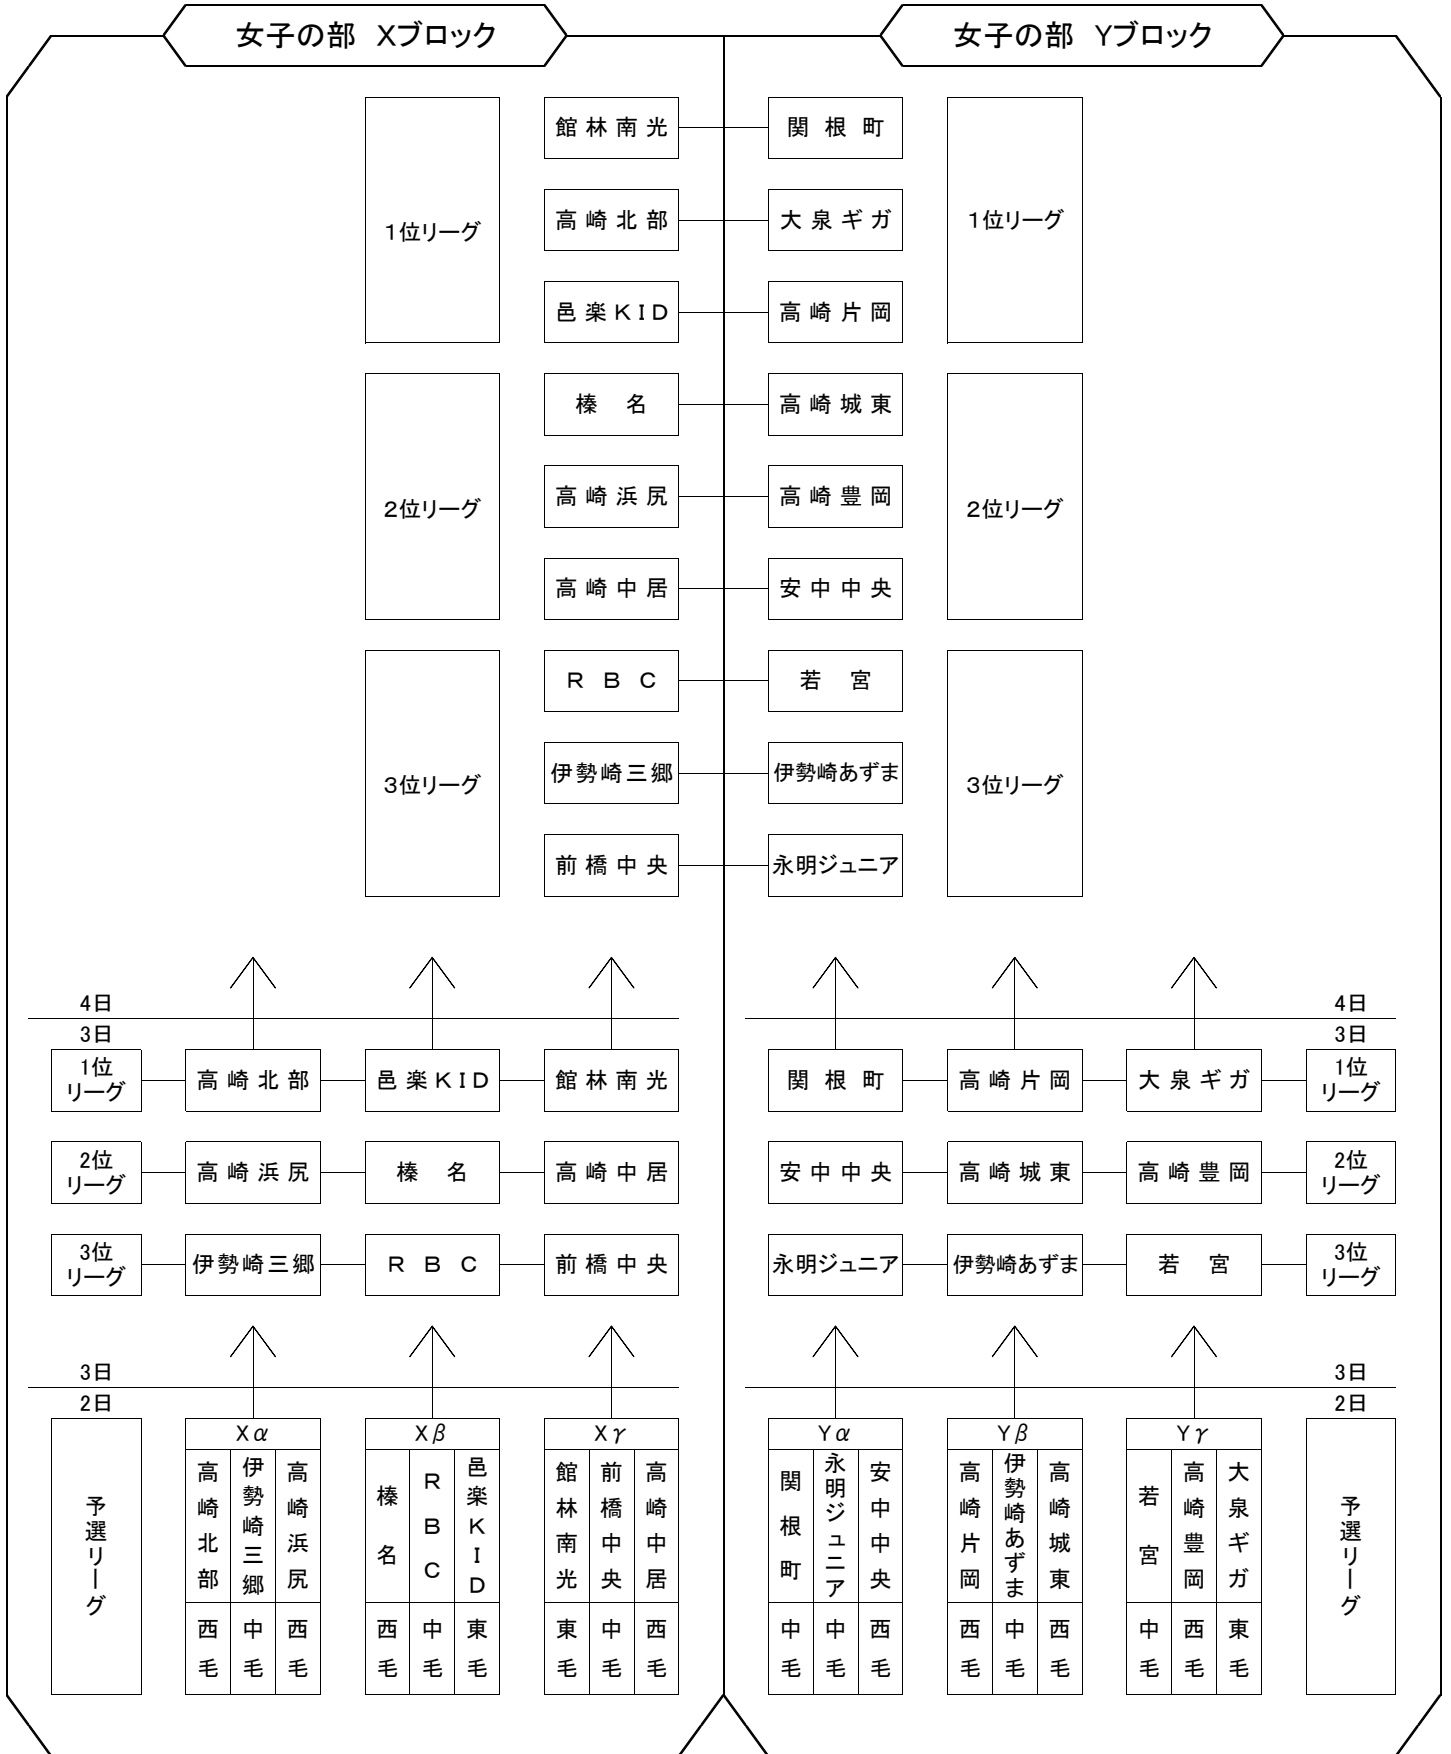 女子の部　Xブロック
女子の部　Yブロック
館林南光
関根町
高崎北部
大泉ギガ
1位リーグ
1位リーグ
邑楽KID
高崎片岡
榛名
高崎城東
高崎浜尻
高崎豊岡
2位リーグ
2位リーグ
高崎中居
安中中央
RBC
若宮
伊勢崎三郷
伊勢崎あずま
3位リーグ
3位リーグ
前橋中央
永明ジュニア
4日
4日
3日
3日
1位
リーグ
高崎北部
邑楽KID
館林南光
関根町
高崎片岡
大泉ギガ
1位
リーグ
2位
リーグ
高崎浜尻
榛名
高崎中居
安中中央
高崎城東
高崎豊岡
2位
リーグ
3位
リーグ
伊勢崎三郷
RBC
前橋中央
永明ジュニア
伊勢崎あずま
若宮
3位
リーグ
3日
3日
2日
2日
予選リーグ
Xα
高崎北部
伊勢崎三郷
高崎浜尻
西毛
中毛
西毛
Xβ
榛名
RBC
邑楽KID
西毛
中毛
東毛
Xγ
館林南光
前橋中央
高崎中居
東毛
中毛
西毛
Yα
関根町
永明ジュニア
安中中央
中毛
中毛
西毛
Yβ
高崎片岡
伊勢崎あずま
高崎城東
西毛
中毛
西毛
Yγ
若宮
高崎豊岡
大泉ギガ
中毛
西毛
東毛
予選リーグ